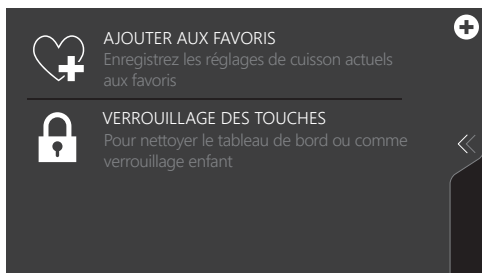 AJOUTER AUX FAVORIS
Enregistrez les réglages de cuisson actuels
aux favoris
VERROUILLAGE DES TOUCHES
Pour nettoyer le tableau de bord ou comme
verrouillage enfant